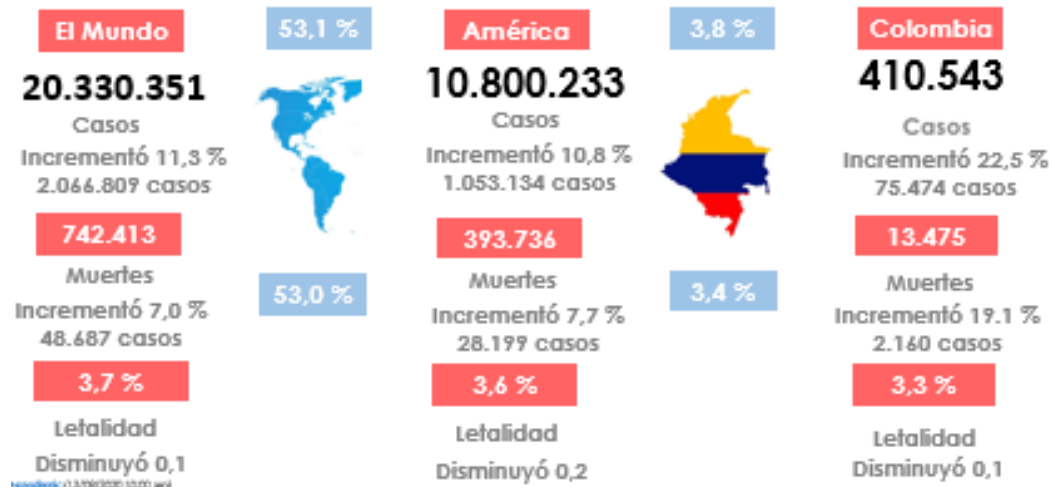 El Mundo
20.330.351
Casos
Incrementó 11,3 %
2.066.809 casos
742.413
Muertes
Incrementó 7,0 %
48.687 casos
3,7 %
Letalidad
Disminuyó 0,1
53,1 %
53,0 %
América
10.800.233
Casos
Incrementó 10,8 %
1.053.134 casos
393.736
Muertes
Incrementó 7,7 %
28.199 casos
3,6 %
Letalidad
Disminuyó 0,2
3,8 %
3,4 %
Colombia
410.543
Casos
Incrementó 22,5 %
75.474 casos
13.475
Muertes
Incrementó 19.1 %
2.160 casos
3,3 %
Letalidad
Disminuyó 0,1